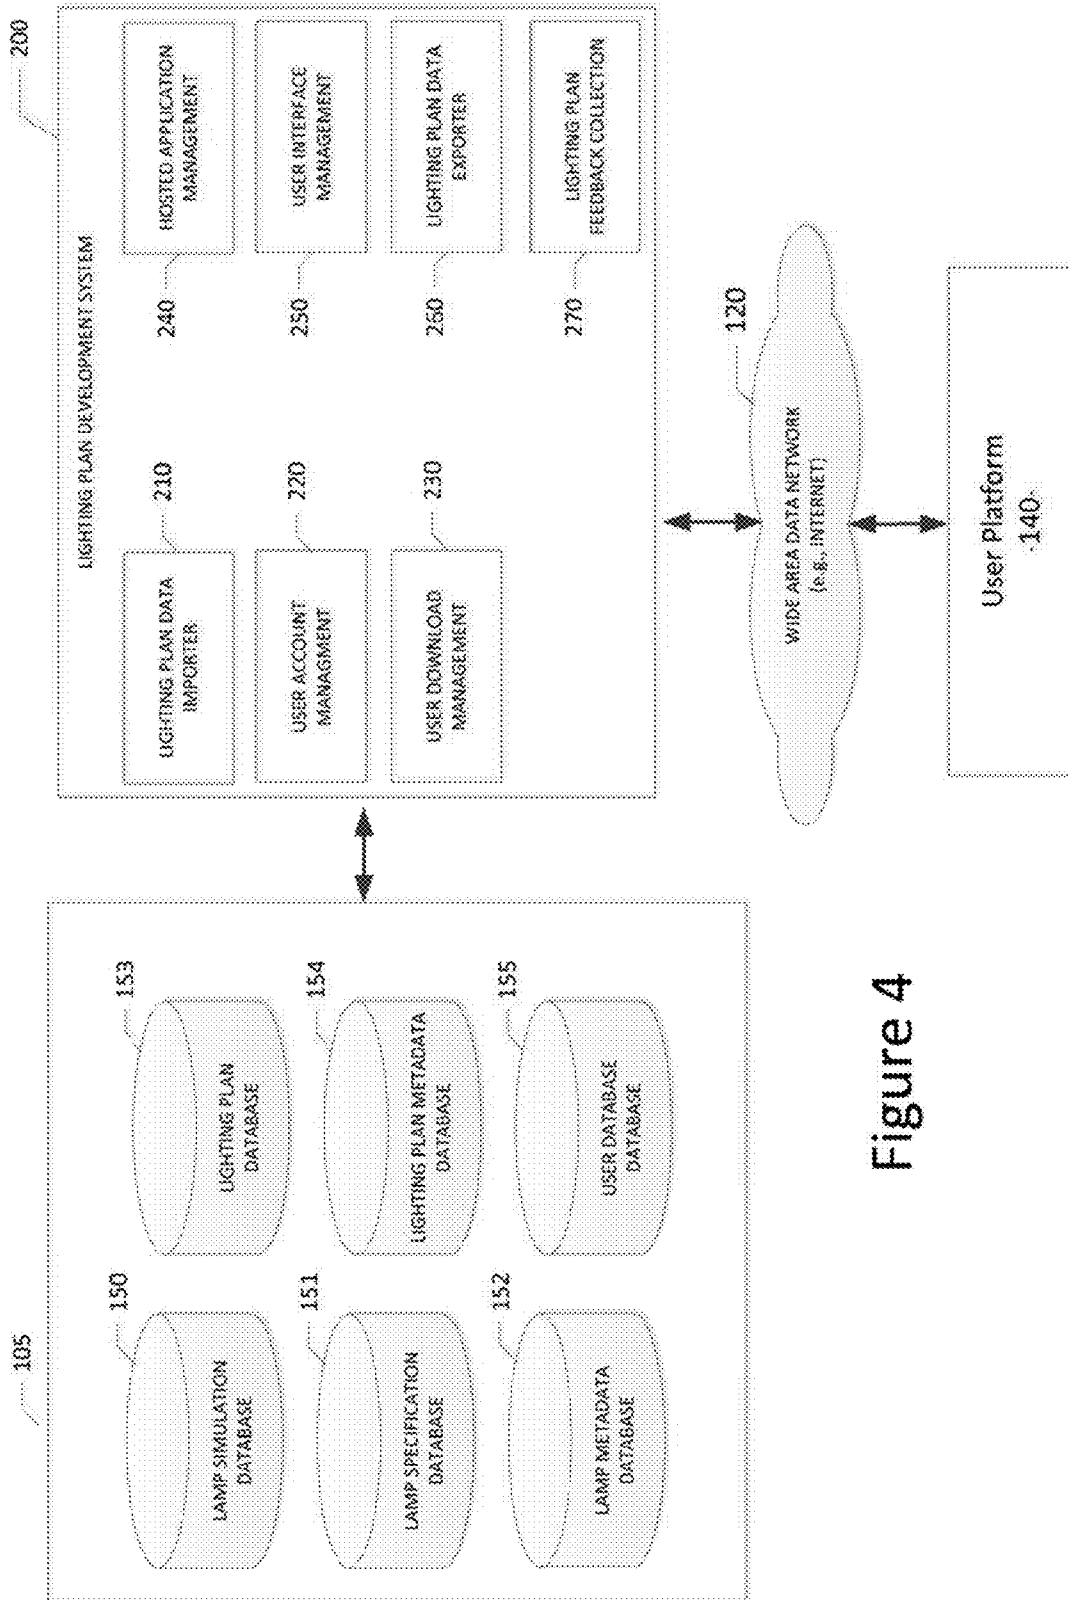 105
150
LAMP SIMULATION
DATABASE
153
LIGHTING PLAN
DATABASE
151
LAMP SPECIFICATION
DATABASE
154
LIGHTING PLAN METADATA
DATABASE
152
LAMP METADATA
DATABASE
155
USER DATABASE
DATABASE
200
LIGHTING PLAN DEVELOPMENT SYSTEM
LIGHTING PLAN DATA
IMPORTER
210
240
HOSTED APPLICATION
MANAGEMENT
USER ACCOUNT
MANAGMENT
220
250
USER INTERFACE
MANAGEMENT
USER DOWNLOAD
MANAGEMENT
230
260
LIGHTING PLAN DATA
EXPORTER
270
LIGHTING PLAN
FEEDBACK COLLECTION
120
WIDE AREA DATA NETWORK
(e.g., INTERNET)
User Platform
-140-
Figure 4